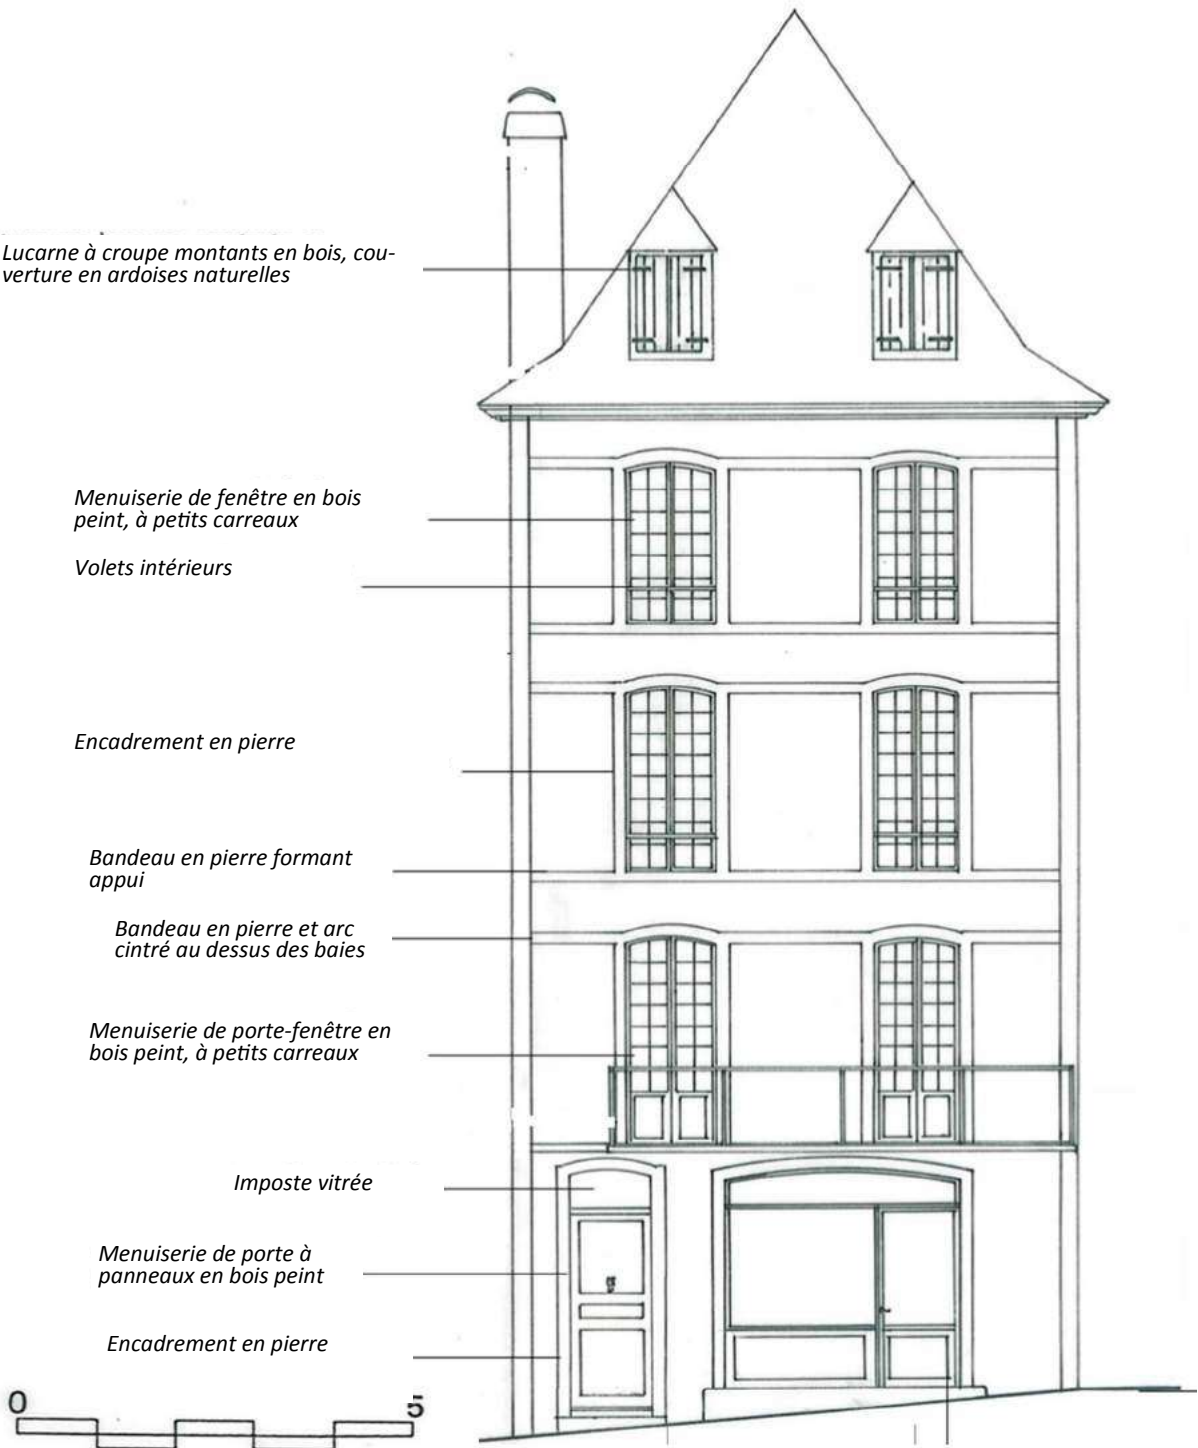 Lucarne à croupe montants en bois, cou-
verture en ardoises naturelles
Menuiserie de fenêtre en bois
peint, à petits carreaux
Volets intérieurs
Encadrement en pierre
Bandeau en pierre formant
appui
Bandeau en pierre et arc
cintré au dessus des baies
Menuiserie de porte-fenêtre en
bois peint, à petits carreaux
Imposte vitrée
Menuiserie de porte à
panneaux en bois peint
Encadrement en pierre
0 5